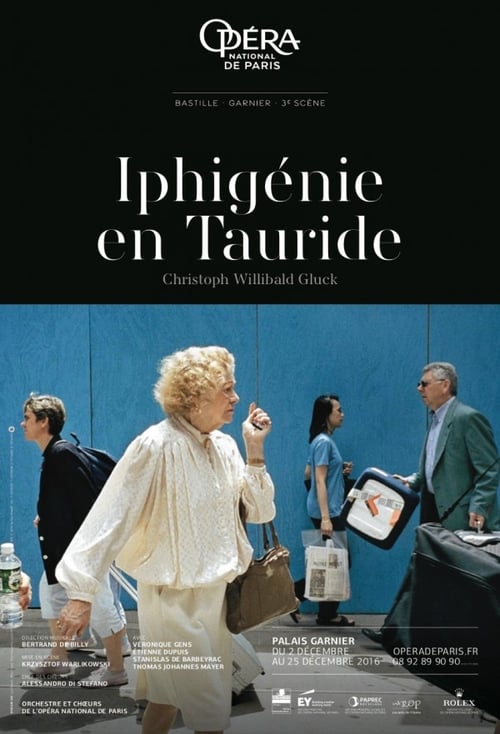 OPÉRA
NATIONAL
DE PARIS
BASTILLE · GARNIER · 3E SCÈNE
Iphigénie
en Tauride
Christoph Willibald Gluck
DIRECTION MUSICALE
BERTRAND DE BILLY
MISE EN SCÈNE
KRZYSZTOF WARLIKOWSKI
ALESSANDRO DI STEFANO
ORCHESTRE ET CHŒURS
DE L'OPÉRA NATIONAL DE PARIS
AVEC
VÉRONIQUE GENS
ÉTIENNE DUPUIS
STANISLAS DE BARBEYRAC
THOMAS JOHANNES MAYER
PALAIS GARNIER
DU 2 DÉCEMBRE
AU 25 DÉCEMBRE 2016
OPERADEPARIS.FR
08 92 89 90 90
EY
PAPREC
ROLEX